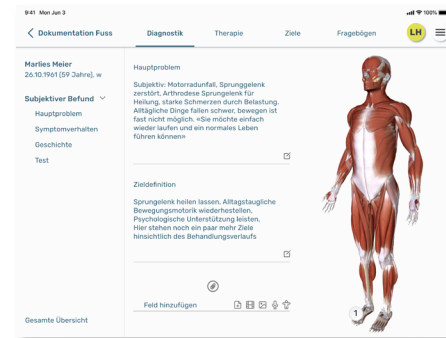 9:41 Mon Jun 3
100%
Dokumentation Fuss
Diagnostik
Therapie
Ziele
Fragebögen
LH
Marlies Meier
26.10.1961 (59 Jahre), w
Subjektiver Befund
Hauptproblem
Symptomverhalten
Geschichte
Test
Gesamte Übersicht
Hauptproblem
Subjektiv: Motorradunfall, Sprunggelenk
zerstört, Arthrodese Sprungelenk für
Heilung, starke Schmerzen durch Belastung.
Alltägliche Dinge fallen schwer, bewegen ist
fast nicht möglich. «Sie möchte einfach
wieder laufen und ein normales Leben
führen können»
Zieldefinition
Sprungelenk heilen lassen, Alltagstaugliche
Bewegungsmotorik wiederhestellen.
Psychologische Unterstützung leisten,
Hier stehen noch ein paar mehr Ziele
hinsichtlich des Behandlungsverlaufs
Feld hinzufügen
1